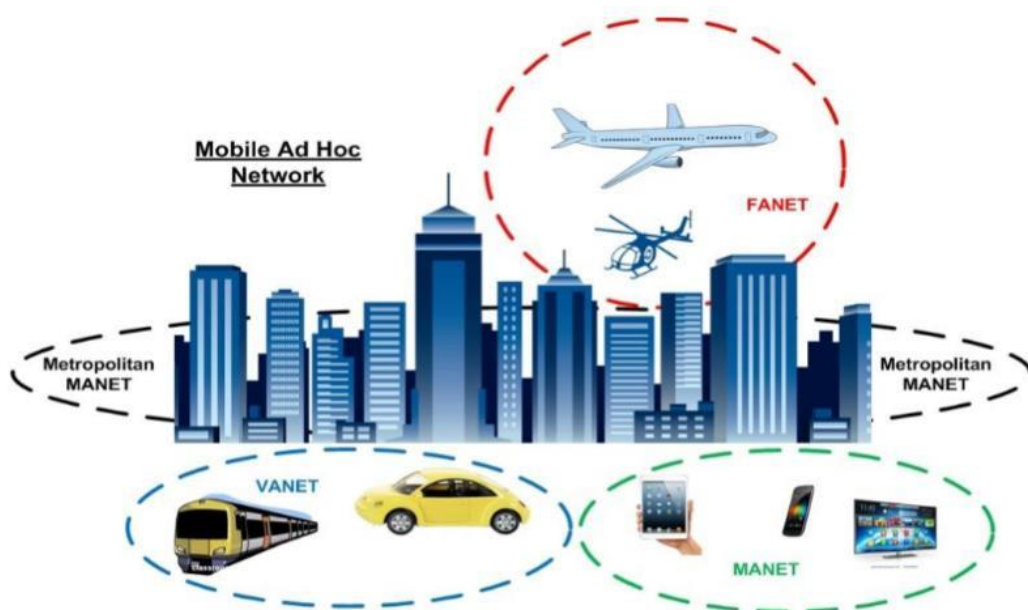 Mobile Ad Hoc
Network
FANET
Metropolitan
MANET
Metropolitan
MANET
VANET
MANET